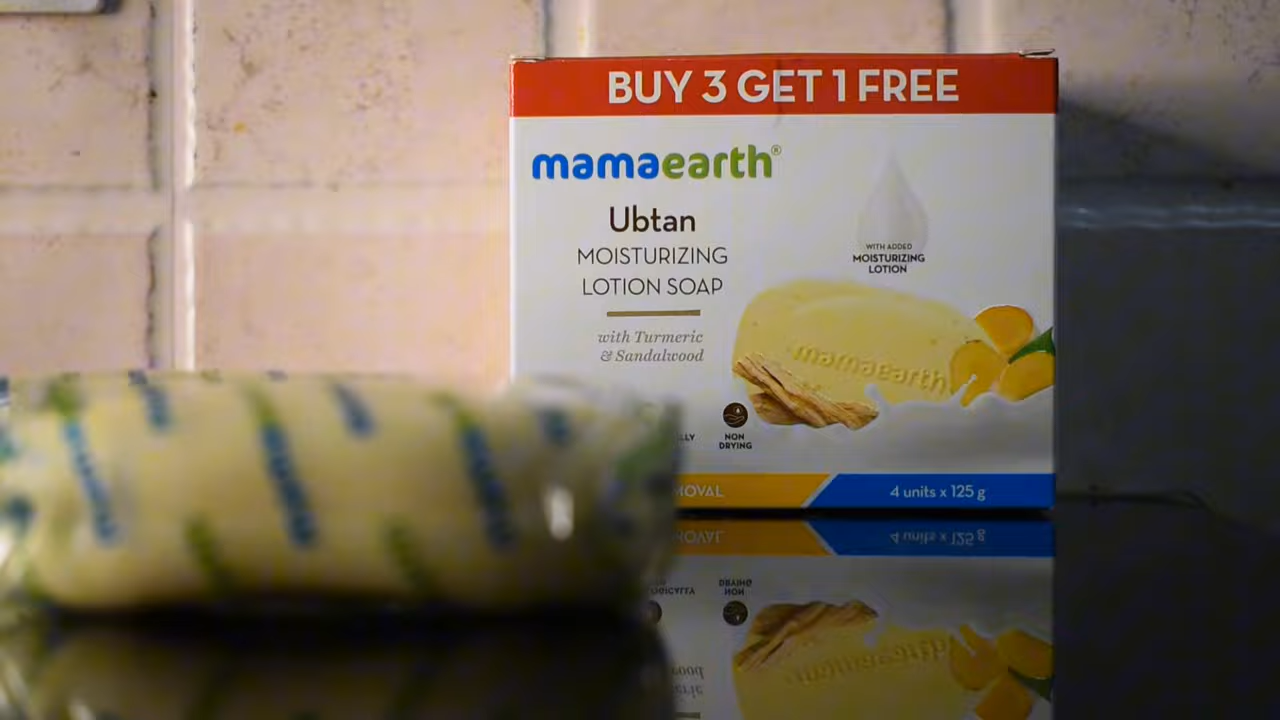 BUY 3 GET 1 FREE
mamaearth®
Ubtan
MOISTURIZING
LOTION SOAP
with Turmeric
& Sandalwood
WITH ADDED
MOISTURIZING
LOTION
mamaearth
NON
DRYING
4 units x 125 g